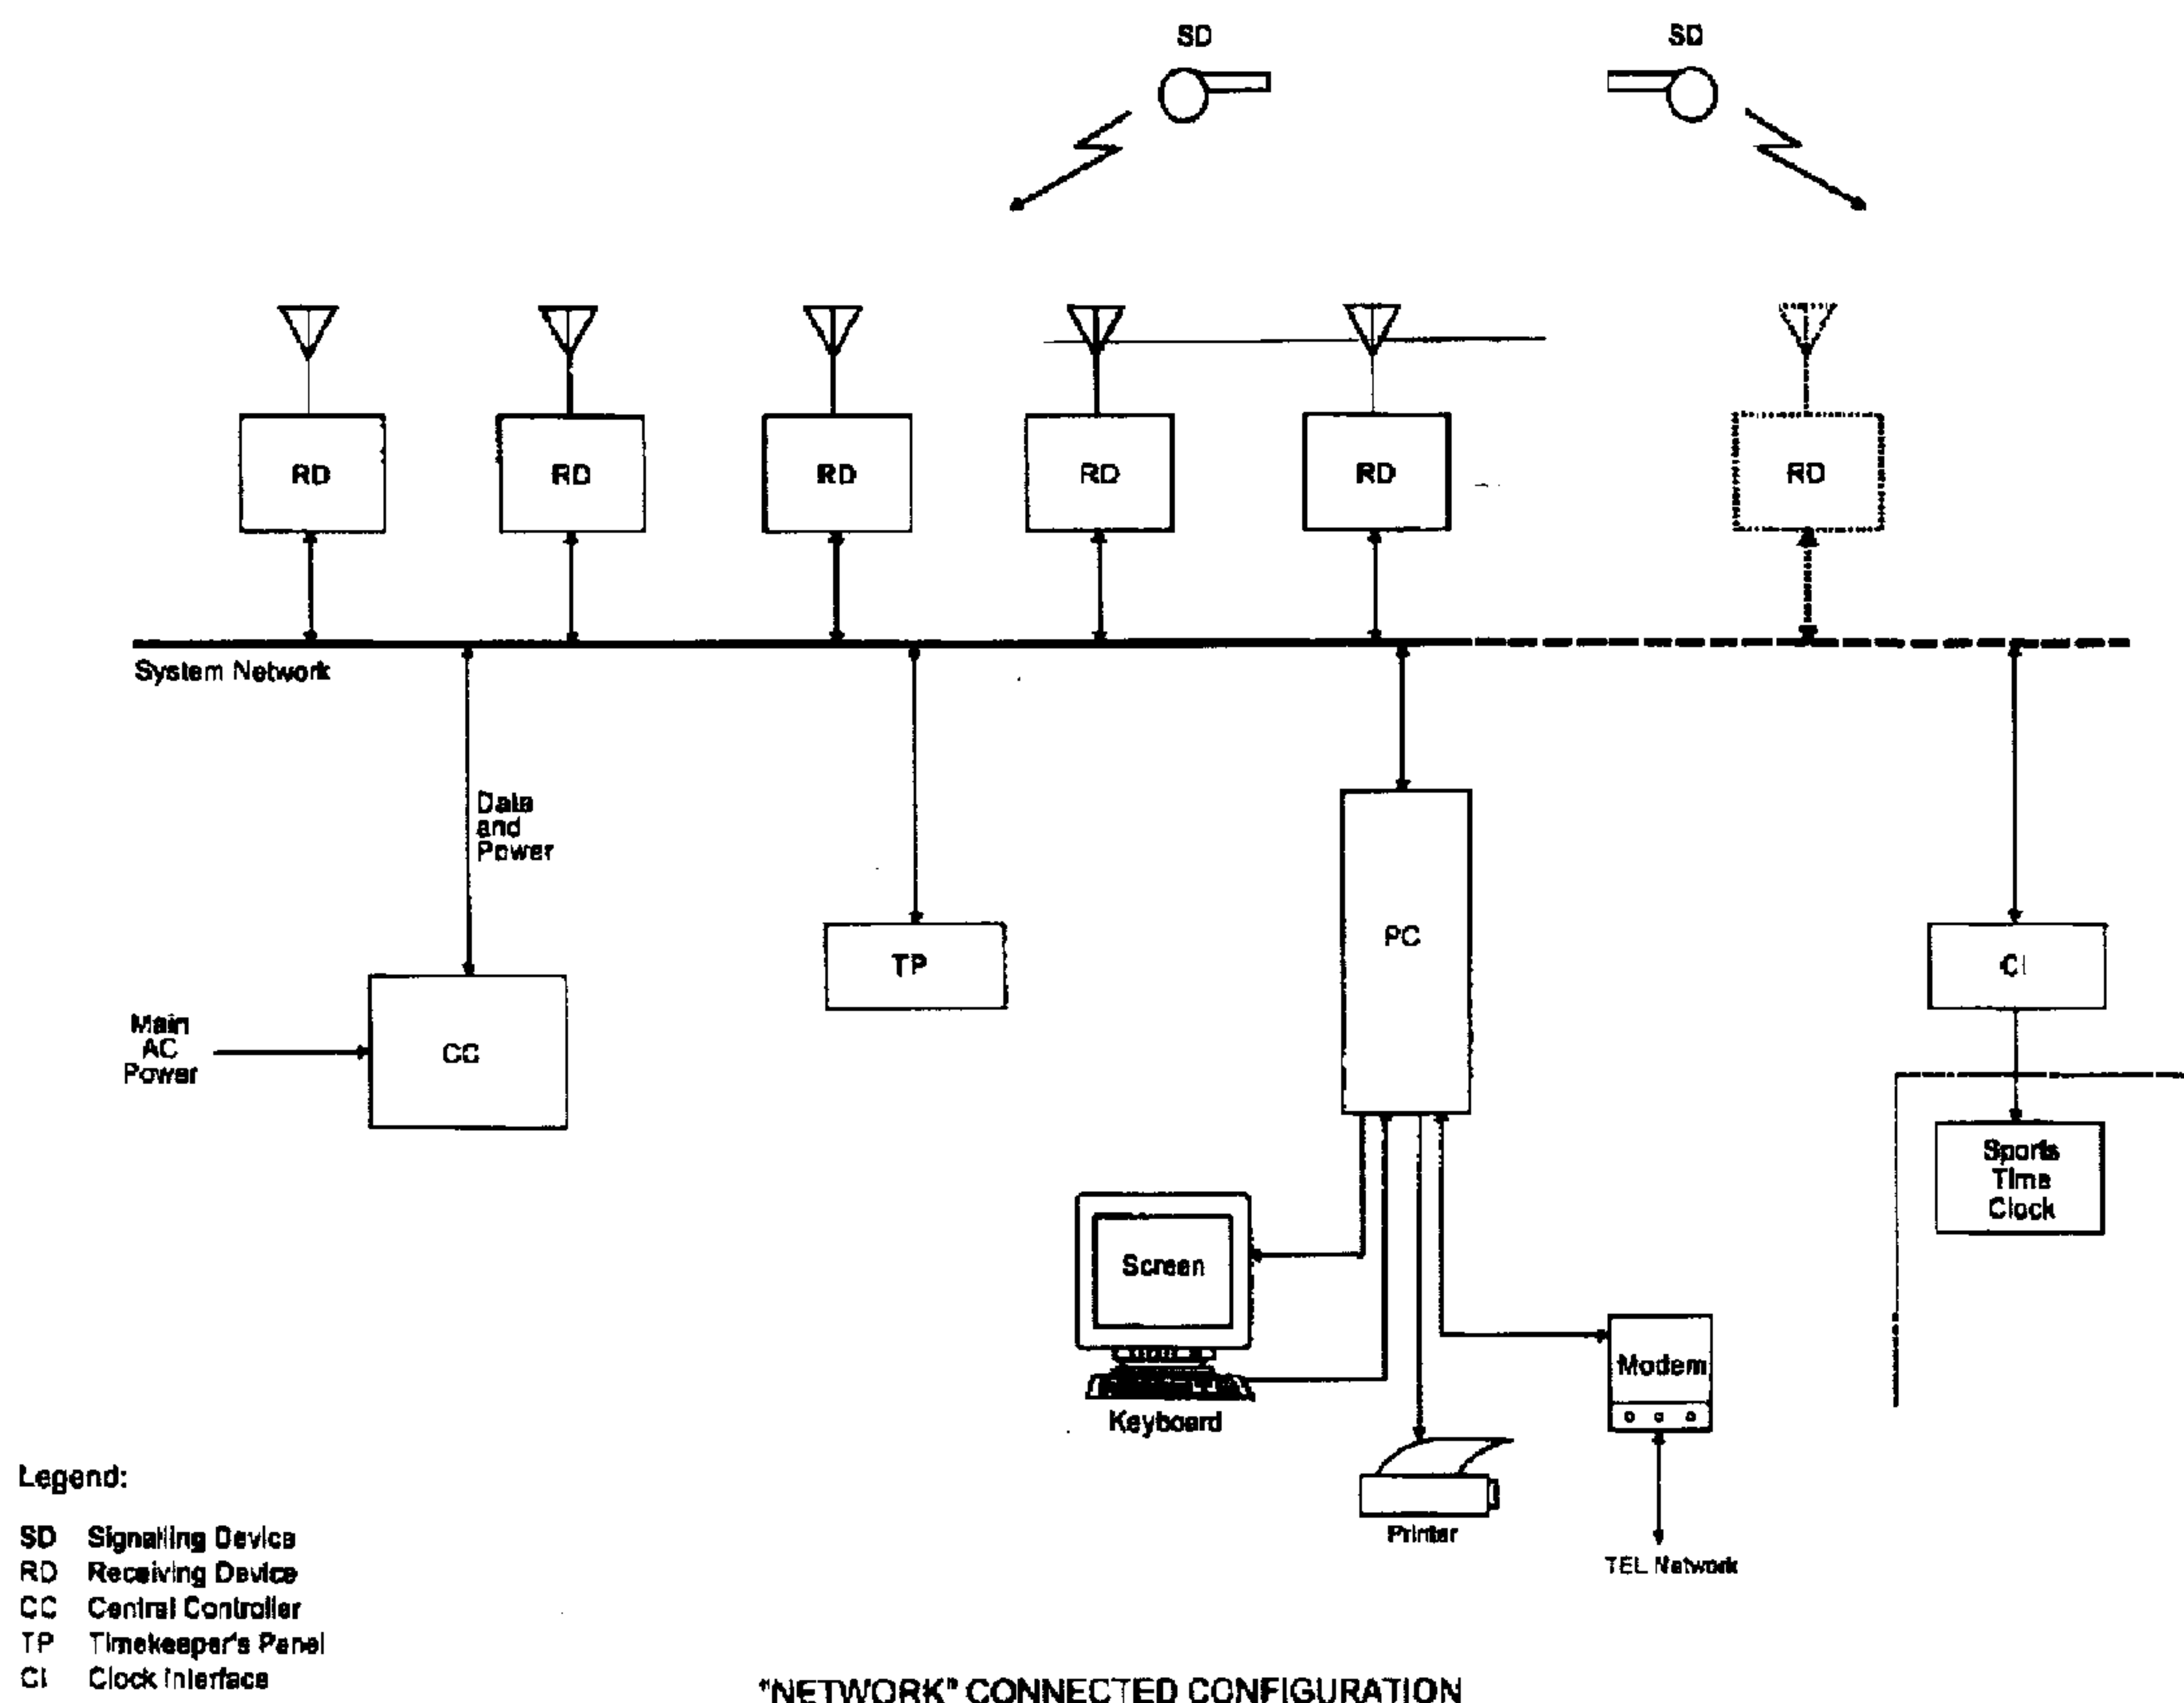 SD SD
RD RD RD RD RD RD
System Network
Data
and
Power
PC
TP
CI
Main
AC
Power
CC
Sports
Time
Clock
Screen
Modem
Keyboard
Printer
TEL Network
Legend:
SD Signalling Device
RD Receiving Device
CC Central Controller
TP Timekeeper's Panel
CI Clock Interface
"NETWORK" CONNECTED CONFIGURATION